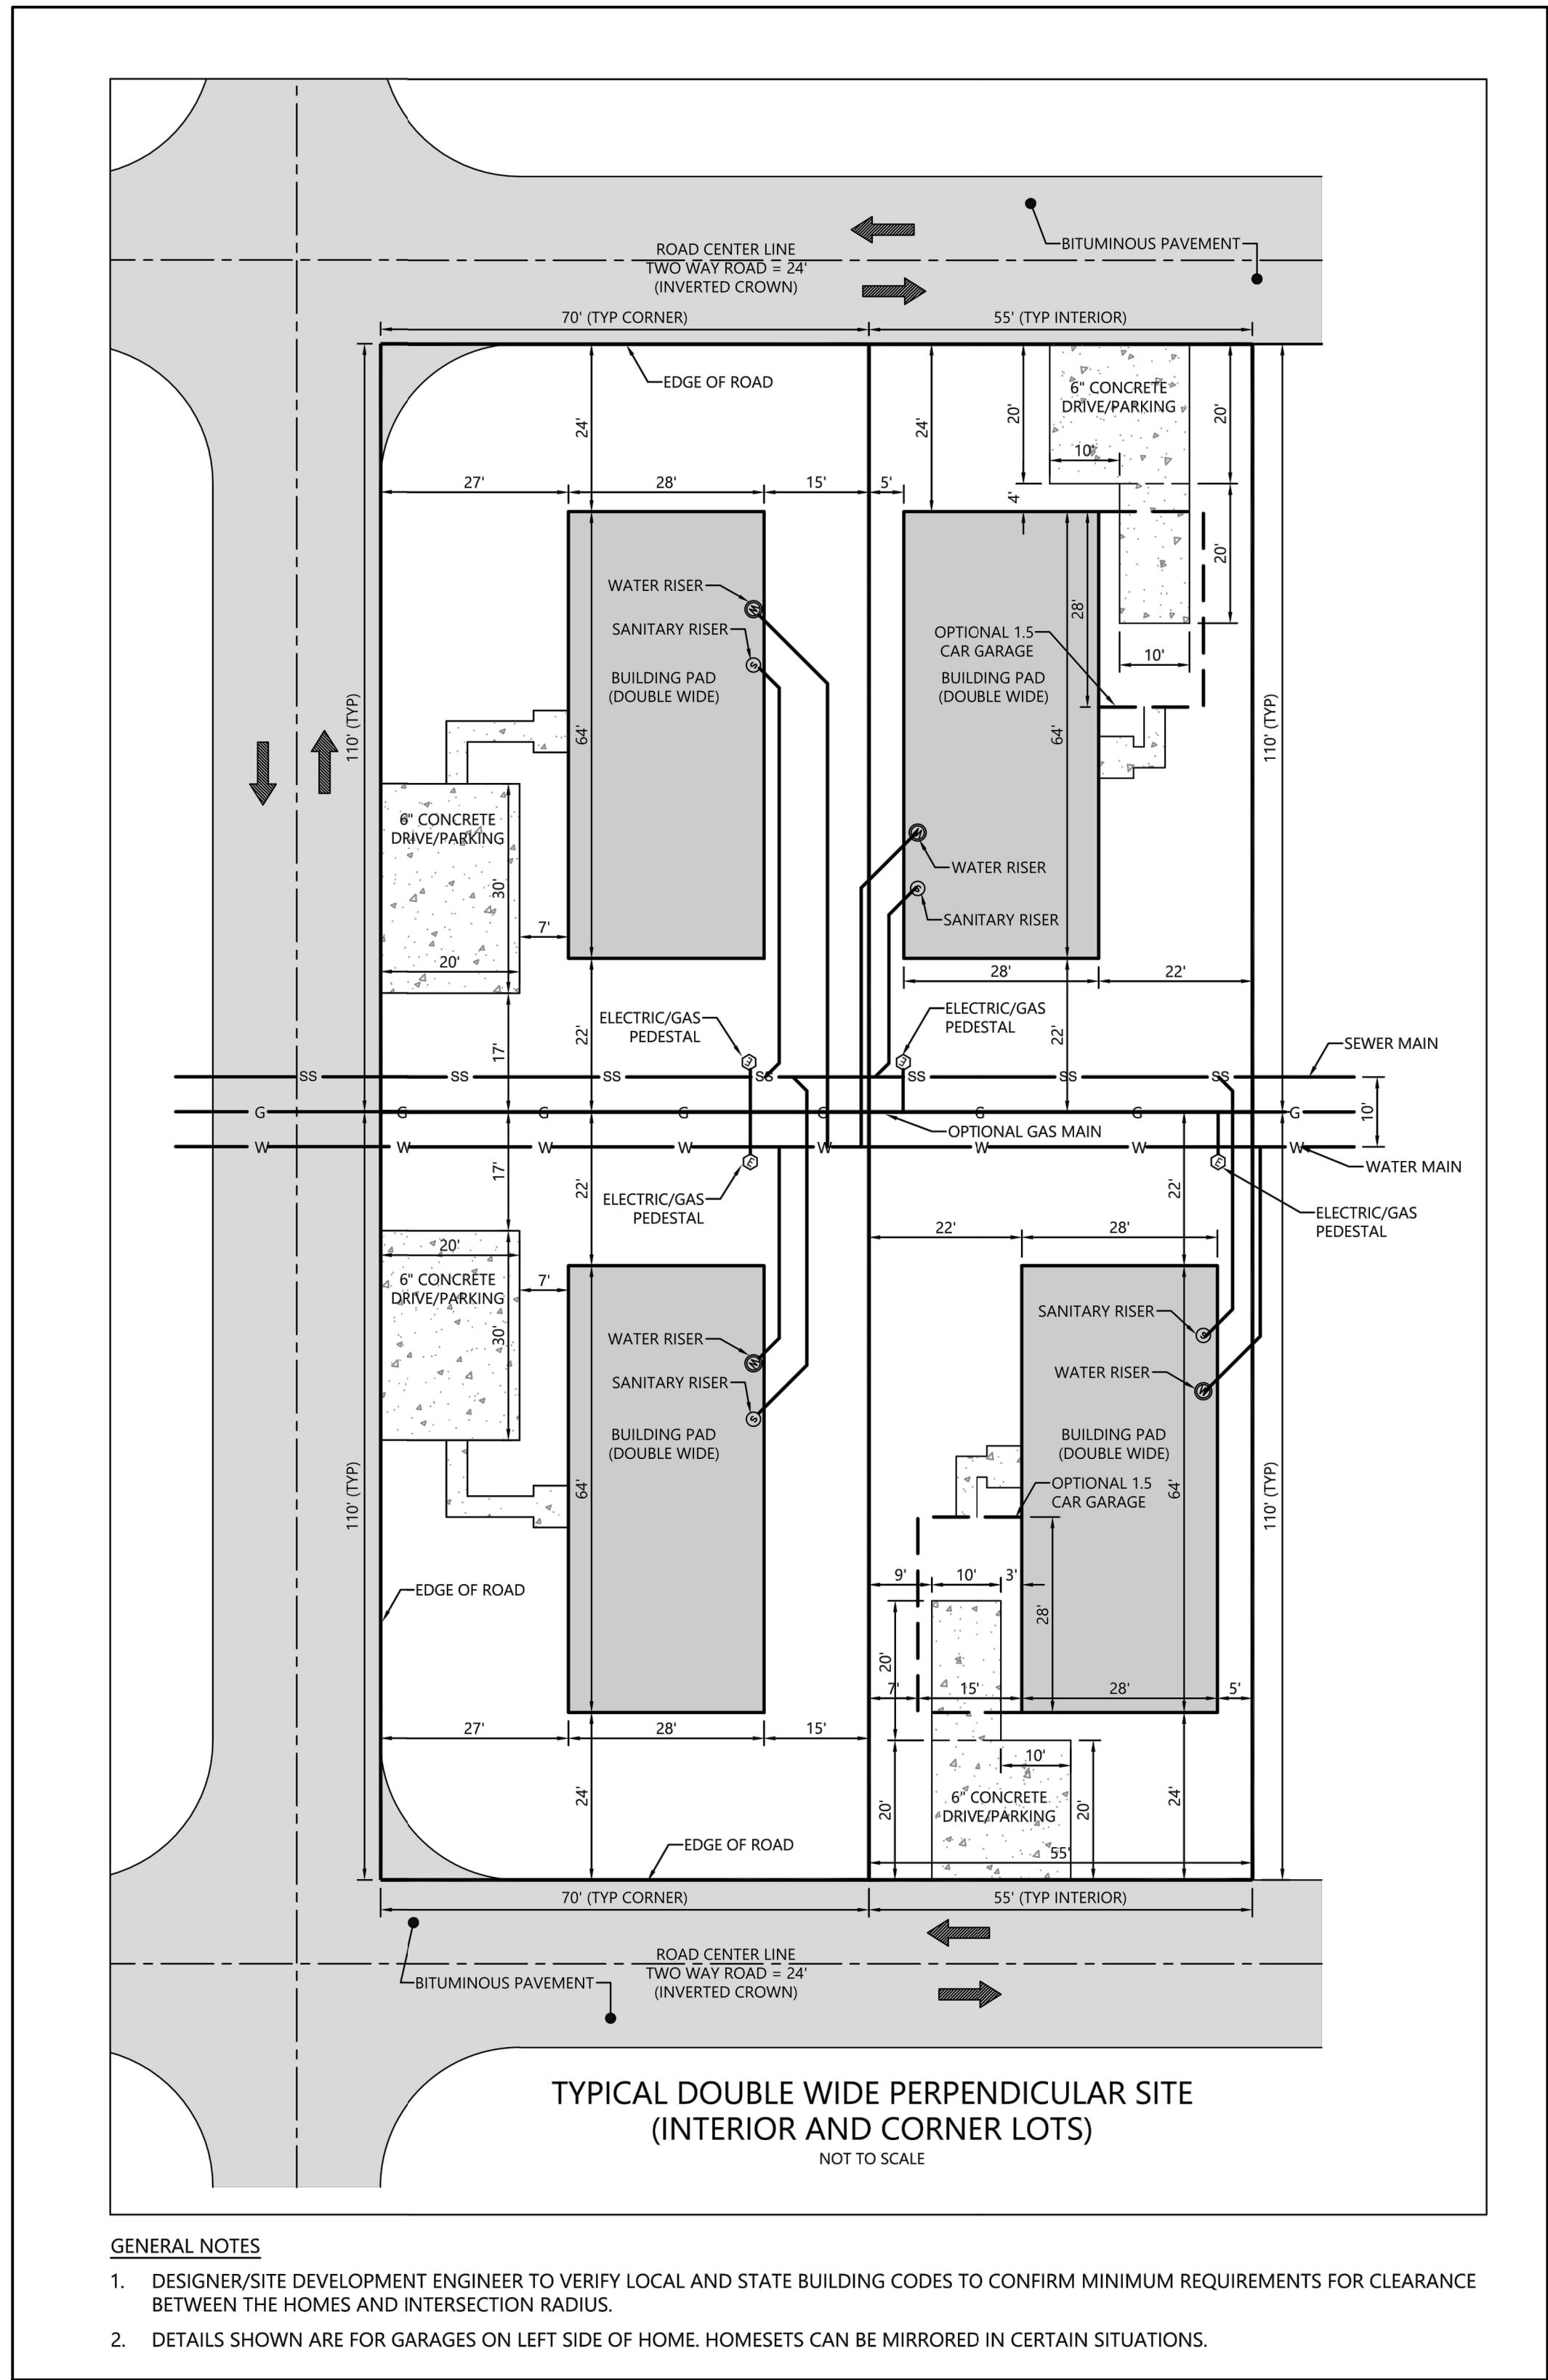 ROAD CENTER LINE
TWO WAY ROAD = 24'
(INVERTED CROWN)
BITUMINOUS PAVEMENT
70' (TYP CORNER)
55' (TYP INTERIOR)
EDGE OF ROAD
6" CONCRETE
DRIVE/PARKING
24'
24'
20'
20'
10'
27'
28'
15'
5'
4'
20'
WATER RISER
SANITARY RISER
28'
OPTIONAL 1.5
CAR GARAGE
10'
BUILDING PAD
(DOUBLE WIDE)
BUILDING PAD
(DOUBLE WIDE)
W
S
110' (TYP)
64'
64'
110' (TYP)
6" CONCRETE
DRIVE/PARKING
30'
7'
20'
W
WATER RISER
S
SANITARY RISER
28'
22'
ELECTRIC/GAS
PEDESTAL
ELECTRIC/GAS
PEDESTAL
17'
22'
22'
E
E
SEWER MAIN
SS SS SS SS SS SS SS
G G G G G G G G
10'
OPTIONAL GAS MAIN
W W W W W W W W
WATER MAIN
17'
22'
E
22'
E
ELECTRIC/GAS
PEDESTAL
ELECTRIC/GAS
PEDESTAL
22'
28'
20'
6" CONCRETE
DRIVE/PARKING
7'
30'
WATER RISER
SANITARY RISER
W
S
SANITARY RISER
WATER RISER
S
W
BUILDING PAD
(DOUBLE WIDE)
BUILDING PAD
(DOUBLE WIDE)
OPTIONAL 1.5
CAR GARAGE
110' (TYP)
64'
64'
110' (TYP)
EDGE OF ROAD
9'
10'
3'
28'
20'
7'
15'
28'
5'
27'
28'
15'
10'
24'
20'
6" CONCRETE
DRIVE/PARKING
20'
24'
EDGE OF ROAD
55'
70' (TYP CORNER)
55' (TYP INTERIOR)
ROAD CENTER LINE
TWO WAY ROAD = 24'
(INVERTED CROWN)
BITUMINOUS PAVEMENT
TYPICAL DOUBLE WIDE PERPENDICULAR SITE
(INTERIOR AND CORNER LOTS)
NOT TO SCALE
GENERAL NOTES
1. DESIGNER/SITE DEVELOPMENT ENGINEER TO VERIFY LOCAL AND STATE BUILDING CODES TO CONFIRM MINIMUM REQUIREMENTS FOR CLEARANCE
BETWEEN THE HOMES AND INTERSECTION RADIUS.
2. DETAILS SHOWN ARE FOR GARAGES ON LEFT SIDE OF HOME. HOMESETS CAN BE MIRRORED IN CERTAIN SITUATIONS.